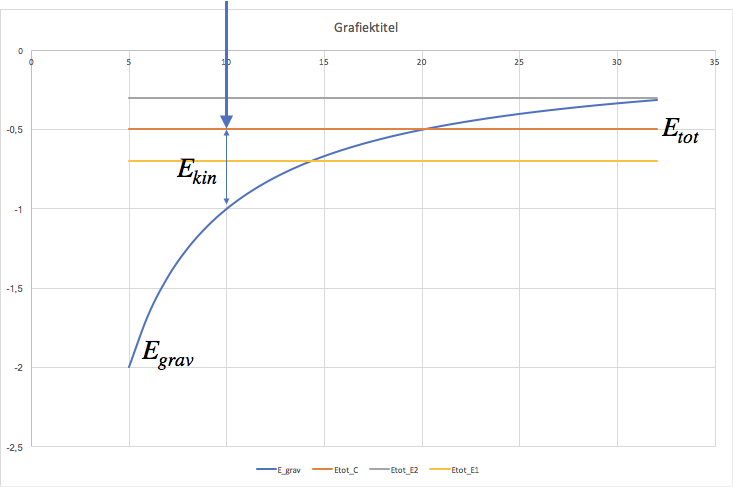 Grafiektitel
0
0 5 10 15 20 25 30 35
-0,5
E_tot
E_kin
-1
-1,5
E_grav
-2
-2,5
E_grav Etot_C Etot_E2 Etot_E1